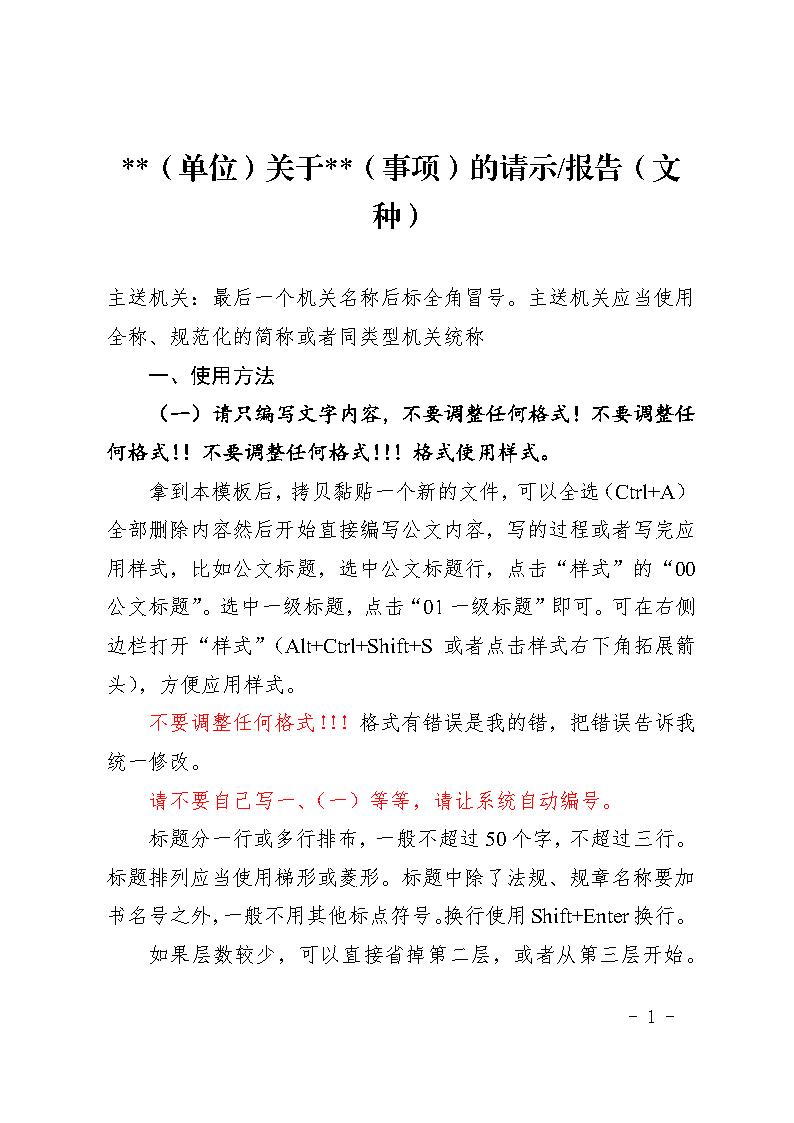 **（单位）关于**（事项）的请示/报告（文
种）
主送机关：最后一个机关名称后标全角冒号。主送机关应当使用
全称、规范化的简称或者同类型机关统称
一、使用方法
（一）请只编写文字内容，不要调整任何格式！不要调整任
何格式！！不要调整任何格式！！！格式使用样式。
拿到本模板后，拷贝黏贴一个新的文件，可以全选（Ctrl+A）
全部删除内容然后开始直接编写公文内容，写的过程或者写完应
用样式，比如公文标题，选中公文标题行，点击“样式”的“00
公文标题”。选中一级标题，点击“01 一级标题”即可。可在右侧
边栏打开“样式”（Alt+Ctrl+Shift+S 或者点击样式右下角拓展箭
头），方便应用样式。
不要调整任何格式！！！格式有错误是我的错，把错误告诉我
统一修改。
请不要自己写一、（一）等等，请让系统自动编号。
标题分一行或多行排布，一般不超过 50 个字，不超过三行。
标题排列应当使用梯形或菱形。标题中除了法规、规章名称要加
书名号之外，一般不用其他标点符号。换行使用 Shift+Enter 换行。
如果层数较少，可以直接省掉第二层，或者从第三层开始。
- 1 -